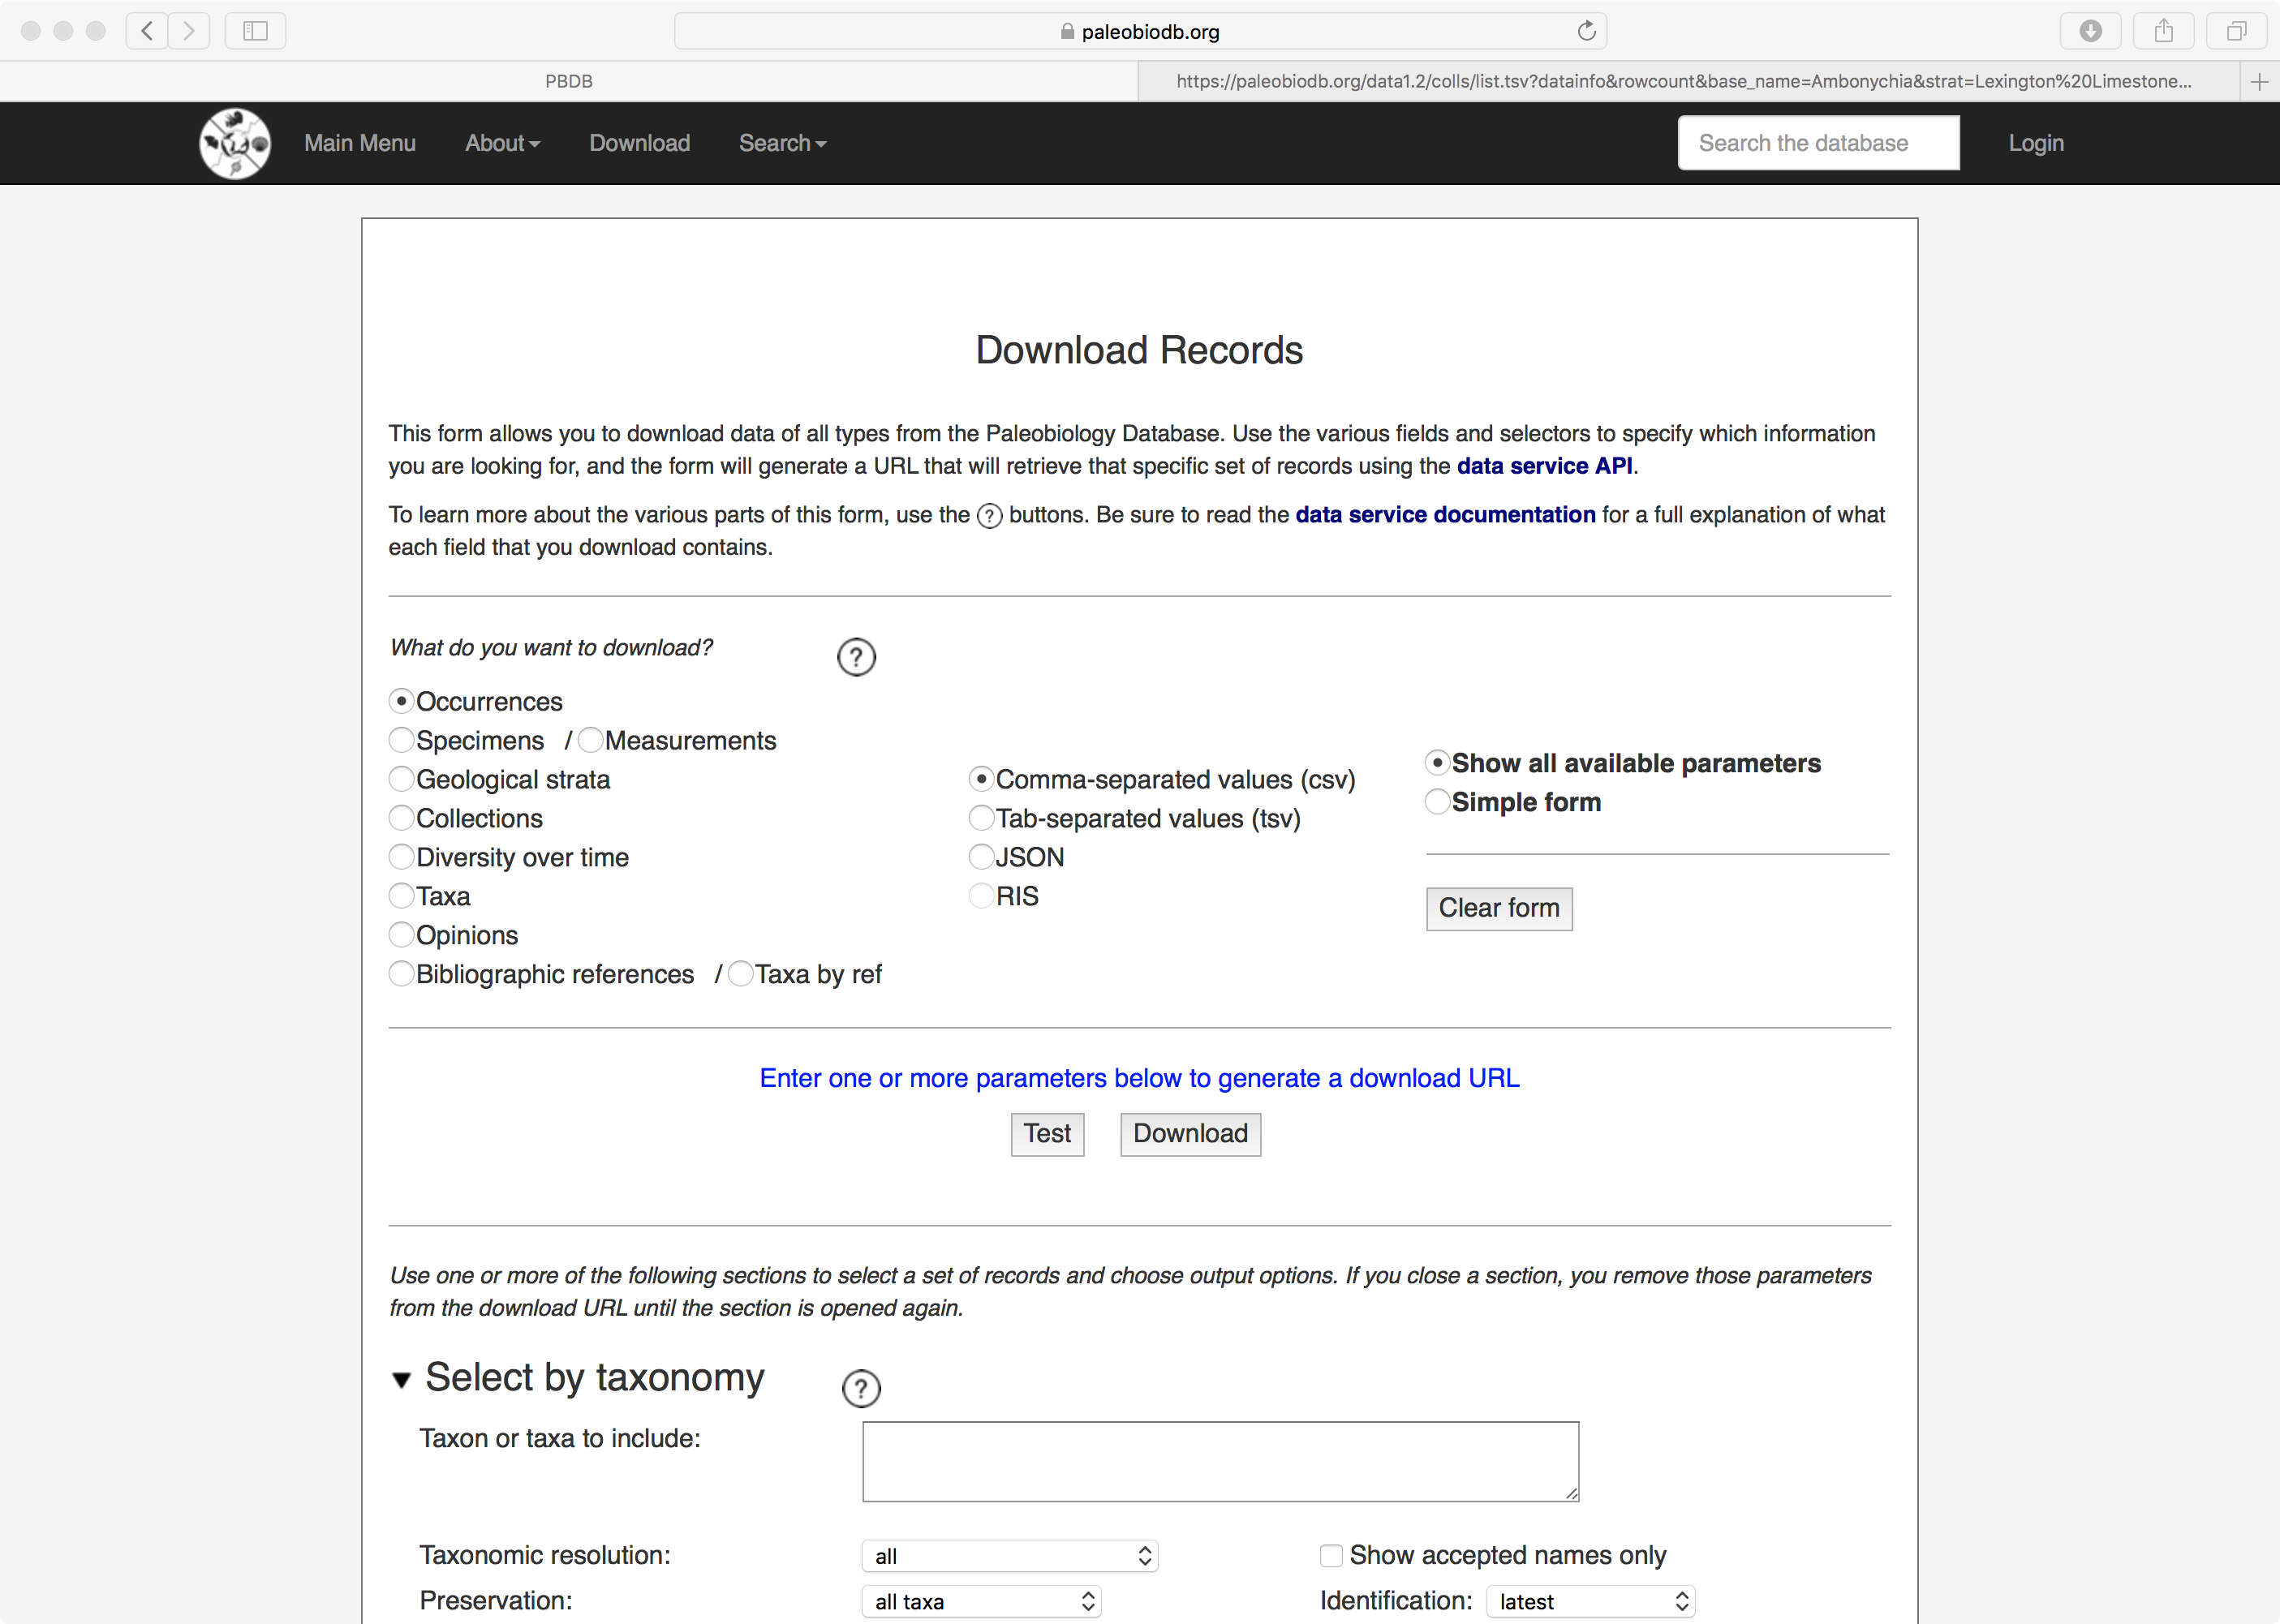 paleobiodb.org
PBDB
https://paleobiodb.org/data1.2/colls/list.tsv?datainfo&rowcount&base_name=Ambonychia&strat=Lexington%20Limestone...
Main Menu
About
Download
Search
Search the database
Login
Download Records
This form allows you to download data of all types from the Paleobiology Database. Use the various fields and selectors to specify which information
you are looking for, and the form will generate a URL that will retrieve that specific set of records using the data service API.
To learn more about the various parts of this form, use the ? buttons. Be sure to read the data service documentation for a full explanation of what
each field that you download contains.
What do you want to download?
?
Occurrences
Specimens / Measurements
Geological strata
Collections
Diversity over time
Taxa
Opinions
Bibliographic references / Taxa by ref
Comma-separated values (csv)
Tab-separated values (tsv)
JSON
RIS
Show all available parameters
Simple form
Clear form
Enter one or more parameters below to generate a download URL
Test
Download
Use one or more of the following sections to select a set of records and choose output options. If you close a section, you remove those parameters
from the download URL until the section is opened again.
Select by taxonomy
?
Taxon or taxa to include:
Taxonomic resolution:
all
Show accepted names only
Preservation:
all taxa
Identification:
latest